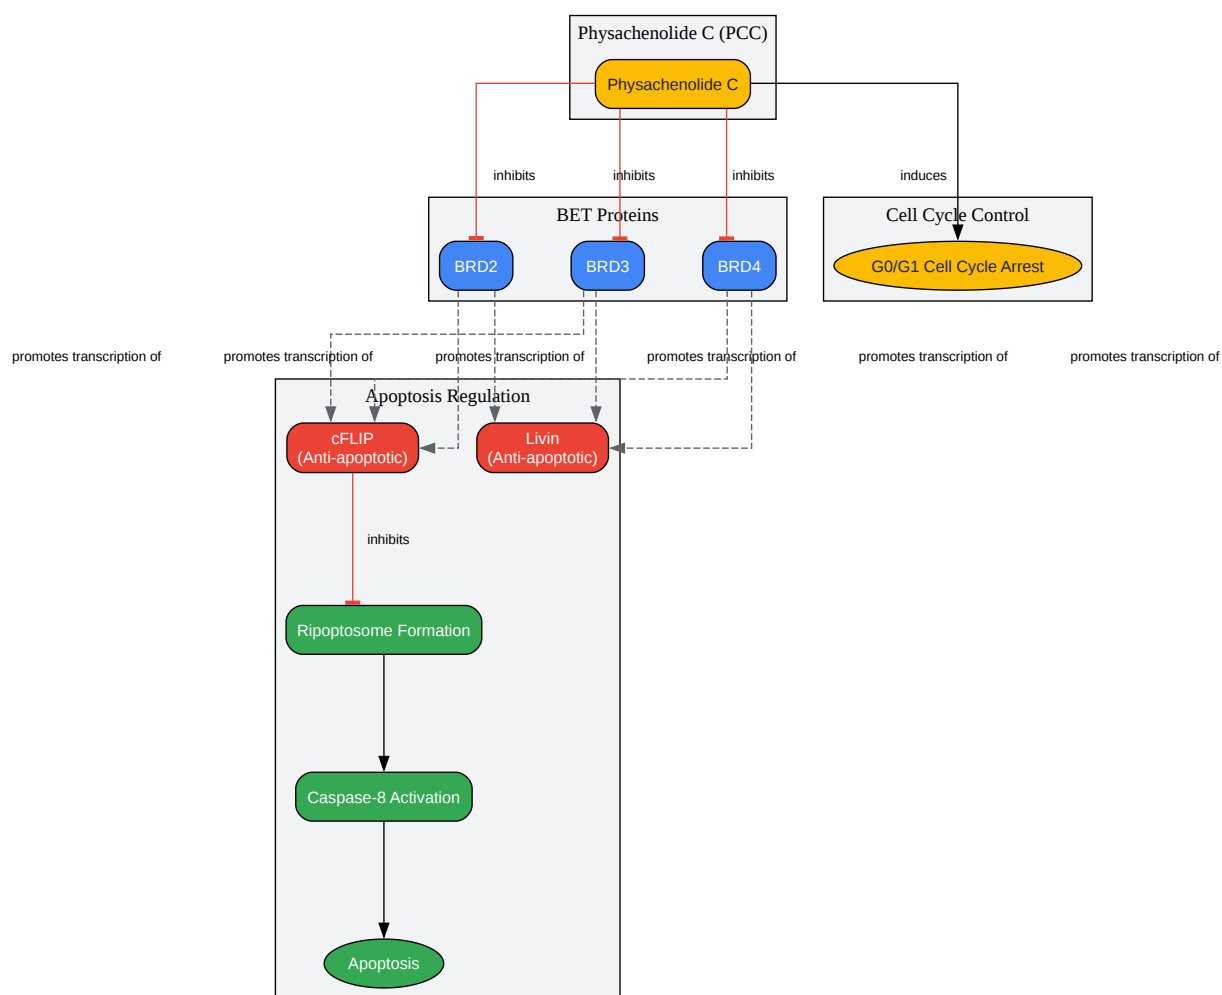 Physachenolide C (PCC)
Physachenolide C
inhibits
inhibits
inhibits
induces
BET Proteins
Cell Cycle Control
BRD2
BRD3
BRD4
G0/G1 Cell Cycle Arrest
promotes transcription of
promotes transcription of
promotes transcription of
promotes transcription of
promotes transcription of
promotes transcription of
Apoptosis Regulation
cFLIP
(Anti-apoptotic)
Livin
(Anti-apoptotic)
inhibits
Ripoptosome Formation
Caspase-8 Activation
Apoptosis